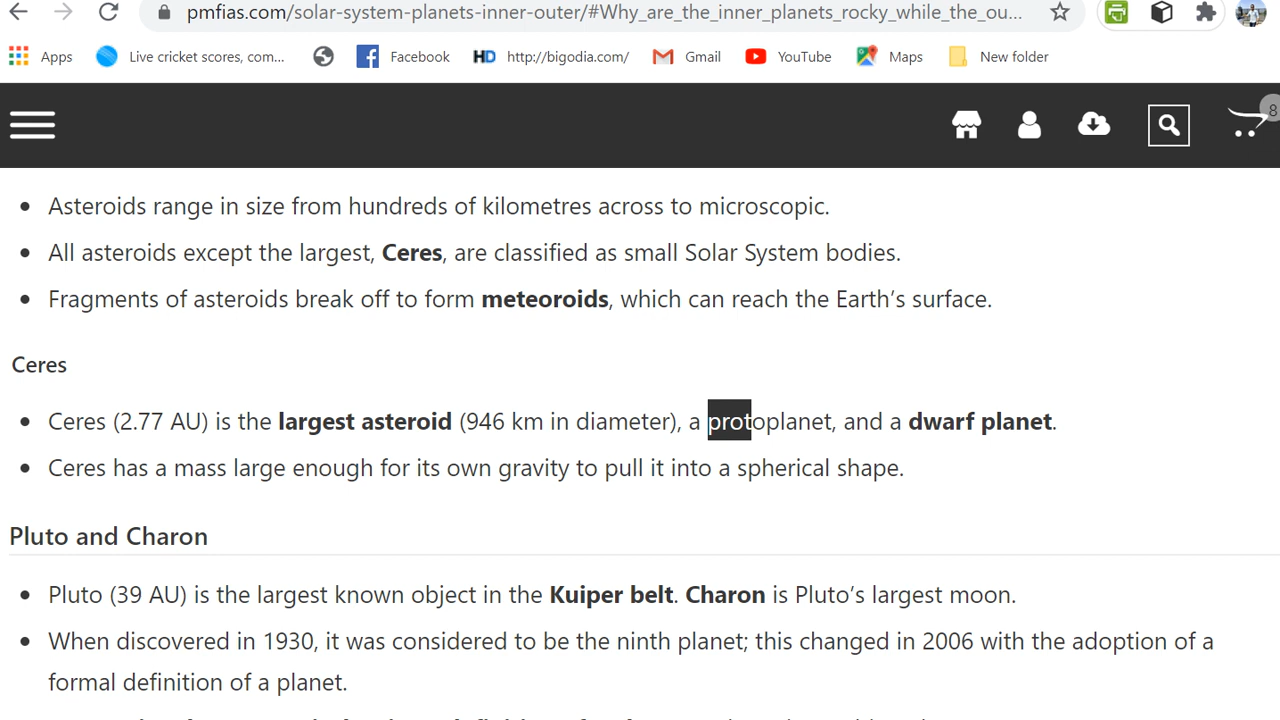 pmfias.com/solar-system-planets-inner-outer/#Why_are_the_inner_planets_rocky_while_the_ou...
Apps Live cricket scores, com... Facebook HD http://bigodia.com/ Gmail YouTube Maps New folder
8
• Asteroids range in size from hundreds of kilometres across to microscopic.
• All asteroids except the largest, Ceres, are classified as small Solar System bodies.
• Fragments of asteroids break off to form meteoroids, which can reach the Earth’s surface.
Ceres
• Ceres (2.77 AU) is the largest asteroid (946 km in diameter), a protoplanet, and a dwarf planet.
• Ceres has a mass large enough for its own gravity to pull it into a spherical shape.
Pluto and Charon
• Pluto (39 AU) is the largest known object in the Kuiper belt. Charon is Pluto’s largest moon.
• When discovered in 1930, it was considered to be the ninth planet; this changed in 2006 with the adoption of a
formal definition of a planet.